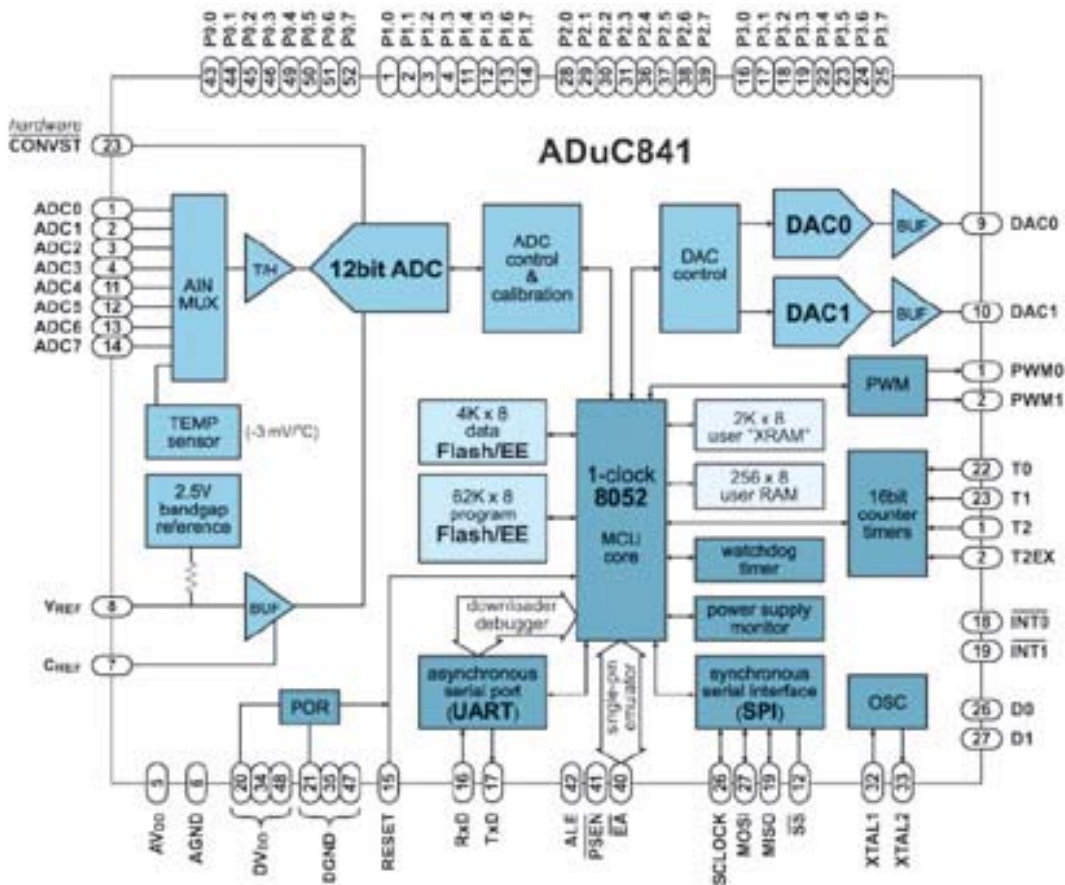 P0.0 P0.1 P0.2 P0.3 P0.4 P0.5 P0.6 P0.7 P1.0 P1.1 P1.2 P1.3 P1.4 P1.5 P1.6 P1.7 P2.0 P2.1 P2.2 P2.3 P2.4 P2.5 P2.6 P2.7 P3.0 P3.1 P3.2 P3.3 P3.4 P3.5 P3.6 P3.7
43 44 45 46 49 50 51 52 1 2 3 4 11 12 13 14 28 29 30 31 36 37 38 39 16 17 18 19 22 23 24 25
hardware
CONVST 23
ADuC841
ADC0 1
ADC1 2
ADC2 3
ADC3 4
ADC4 11
ADC5 12
ADC6 13
ADC7 14
AIN
MUX
T/H
12bit ADC
ADC
control
&
calibration
DAC
control
DAC0
BUF
9 DAC0
DAC1
BUF
10 DAC1
TEMP
sensor
(-3 mV/°C)
2.5V
bandgap
reference
4K x 8
data
Flash/EE
62K x 8
program
Flash/EE
1-clock
8052
MCU
core
2K x 8
user "XRAM"
256 x 8
user RAM
watchdog
timer
power supply
monitor
PWM
1 PWM0
2 PWM1
16bit
counter
timers
22 T0
23 T1
1 T2
2 T2EX
18 INT0
19 INT1
VREF 8
BUF
CREF 7
downloader
debugger
asynchronous
serial port
(UART)
single-pin
emulator
synchronous
serial interface
(SPI)
OSC
26 D0
27 D1
POR
5 6 20 34 48 21 35 47 15 16 17 42 41 40 26 27 19 12 32 33
AVDD AGND DVDD DGND RESET RxD TxD ALE PSEN EA SCLOCK MOSI MISO SS XTAL1 XTAL2